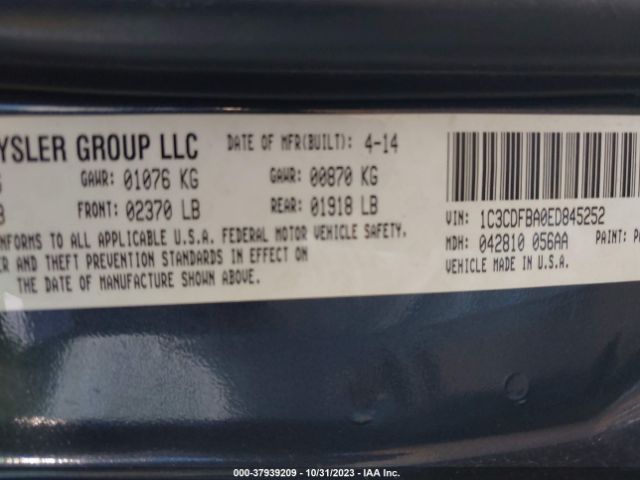 YSLER GROUP LLC
DATE OF MFR(BUILT): 4-14
GAWR: 01076 KG
GAWR: 00870 KG
FRONT: 02370 LB
REAR: 01918 LB
NFORMS TO ALL APPLICABLE U.S.A. FEDERAL MOTOR VEHICLE SAFETY.
ER AND THEFT PREVENTION STANDARDS IN EFFECT ON
THE DATE OF MANUFACTURE SHOWN ABOVE.
VIN: 1C3CDFBA0ED845252
MDH: 042810 056AA PAINT:
VEHICLE MADE IN U.S.A.
000-37939209 - 10/31/2023 - IAA Inc.